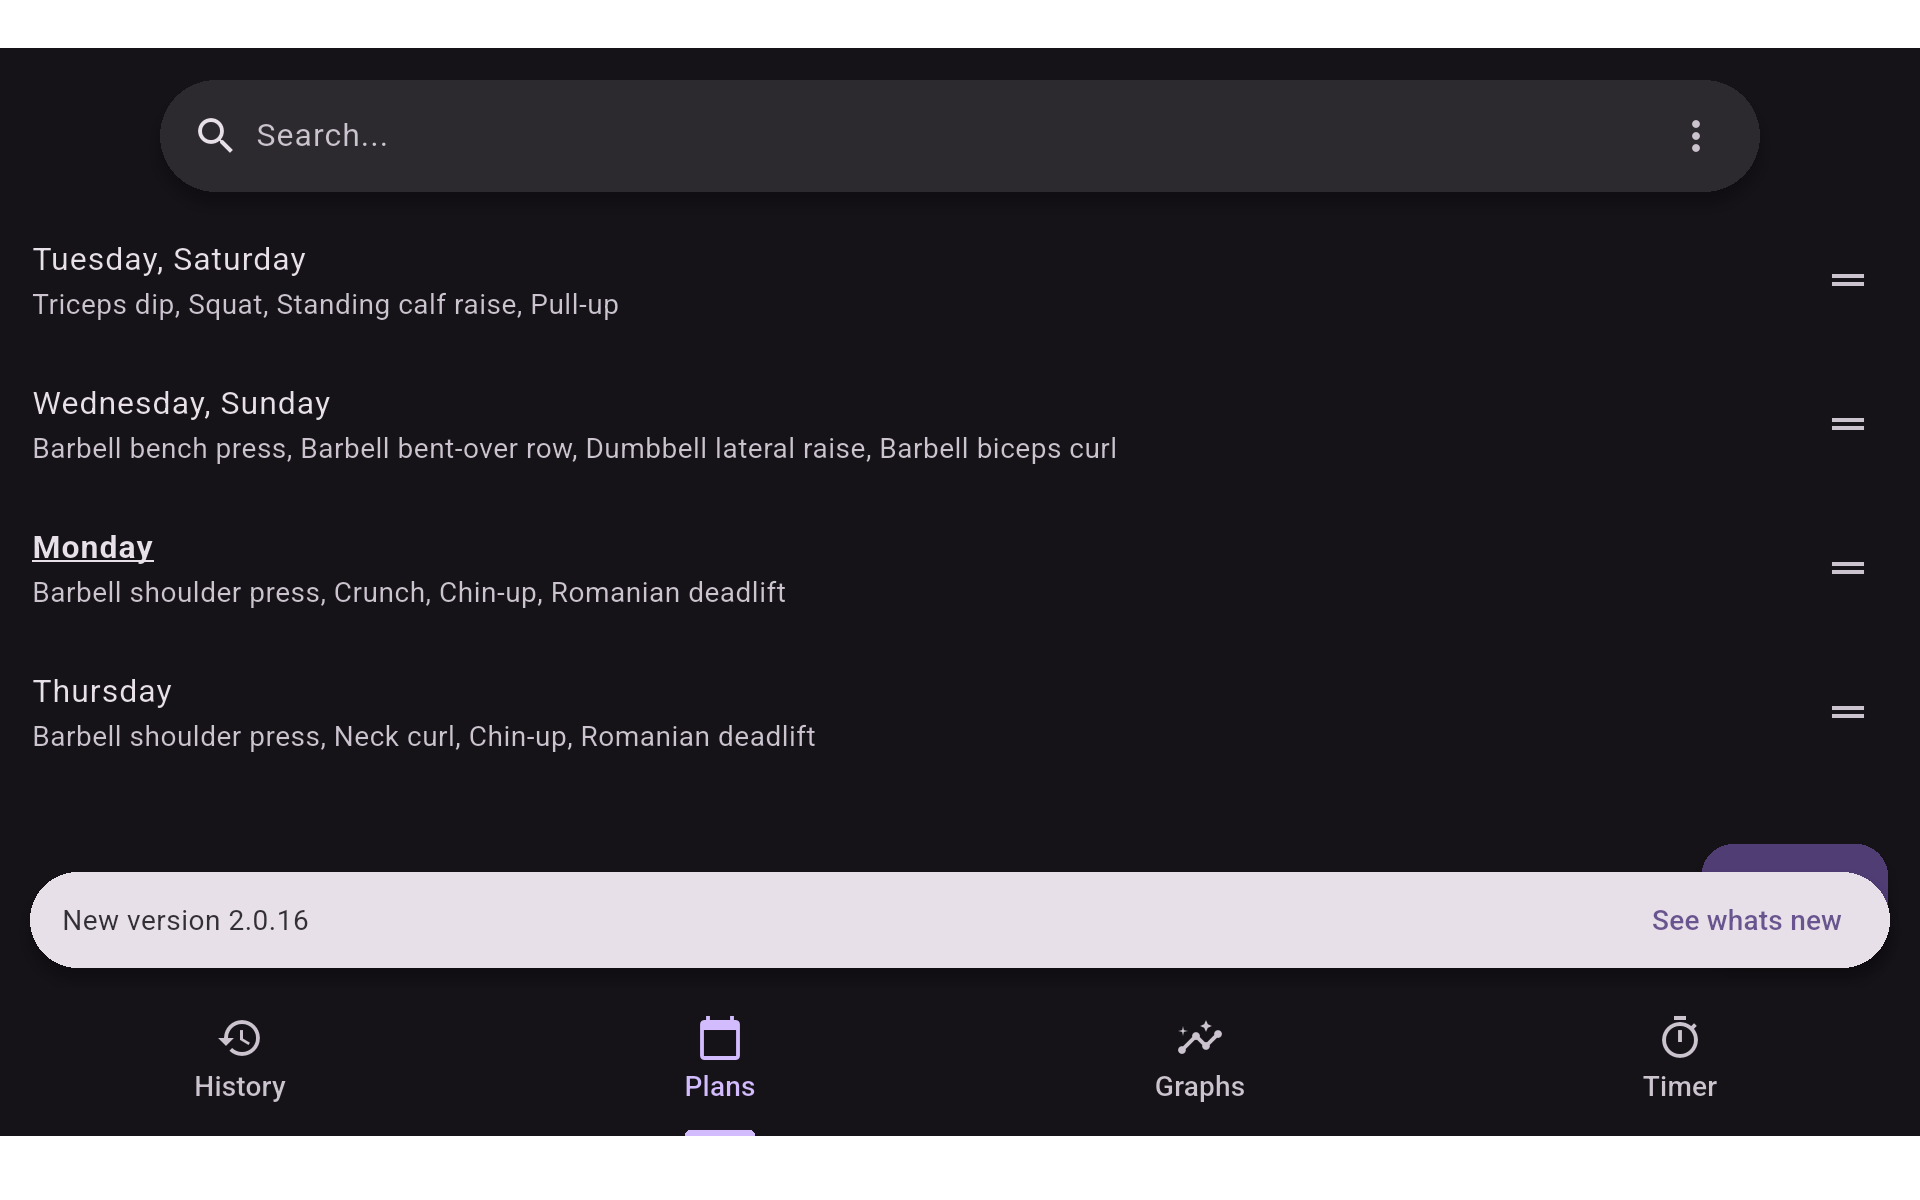 Search...
Tuesday, Saturday
Triceps dip, Squat, Standing calf raise, Pull-up
Wednesday, Sunday
Barbell bench press, Barbell bent-over row, Dumbbell lateral raise, Barbell biceps curl
Monday
Barbell shoulder press, Crunch, Chin-up, Romanian deadlift
Thursday
Barbell shoulder press, Neck curl, Chin-up, Romanian deadlift
New version 2.0.16 See whats new
History Plans Graphs Timer